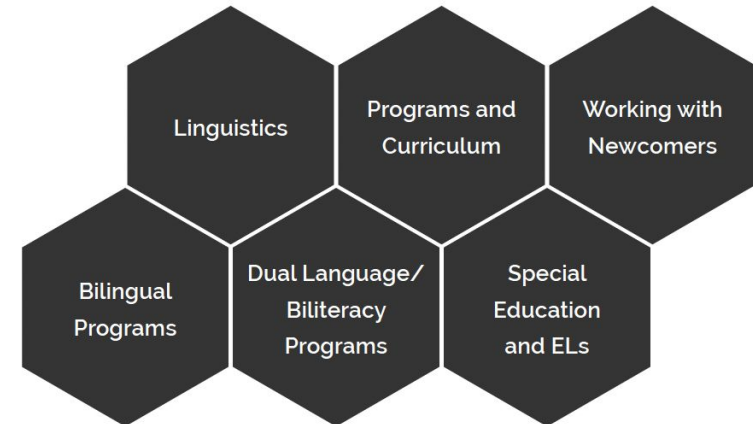 Linguistics
Programs and
Curriculum
Working with
Newcomers
Bilingual
Programs
Dual Language/
Biliteracy
Programs
Special
Education
and ELs